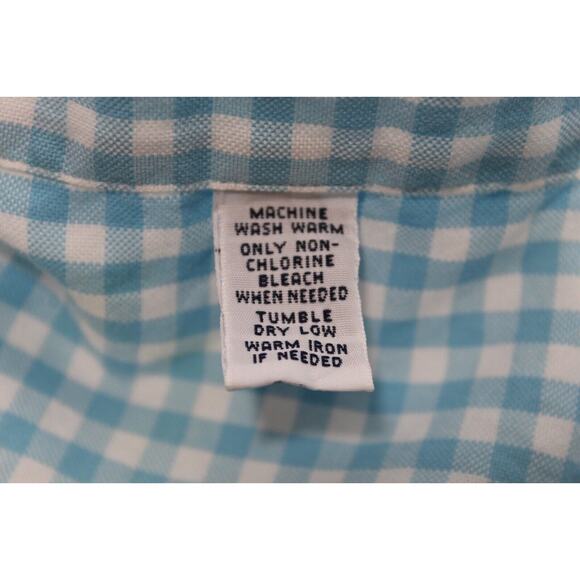 MACHINE
WASH WARM
ONLY NON-
CHLORINE
BLEACH
WHEN NEEDED
TUMBLE
DRY LOW
WARM IRON
IF NEEDED